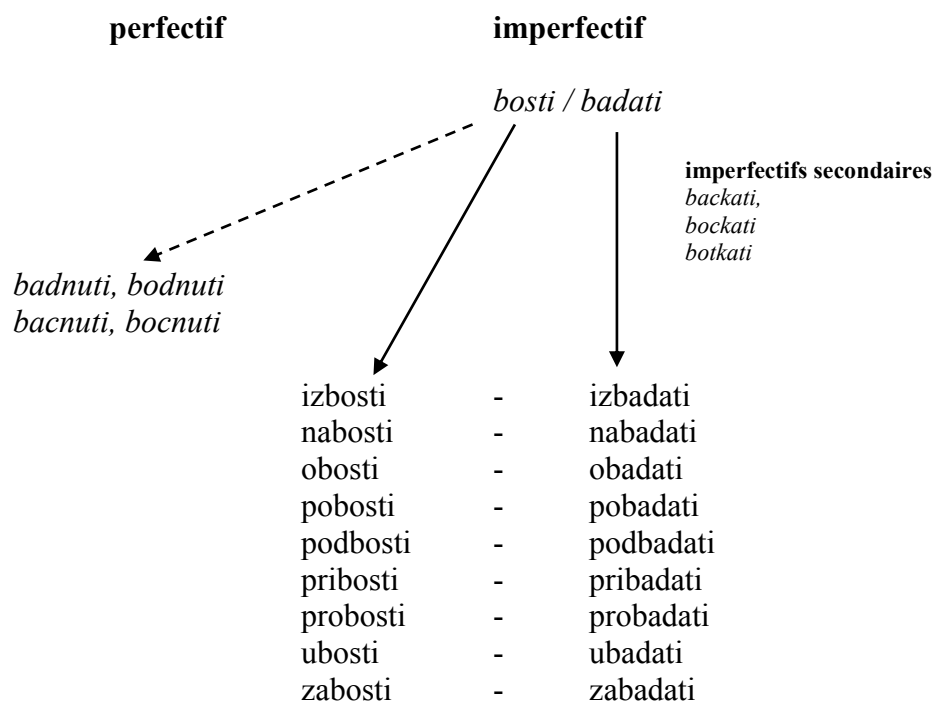 perfectif imperfectif
bosti / badati
imperfectifs secondaires
backati,
bockati
botkati
badnuti, bodnuti
bacnuti, bocnuti
izbosti - izbadati
nabosti - nabadati
obosti - obadati
pobosti - pobadati
podbosti - podbadati
pribosti - pribadati
probosti - probadati
ubosti - ubadati
zabosti - zabadati